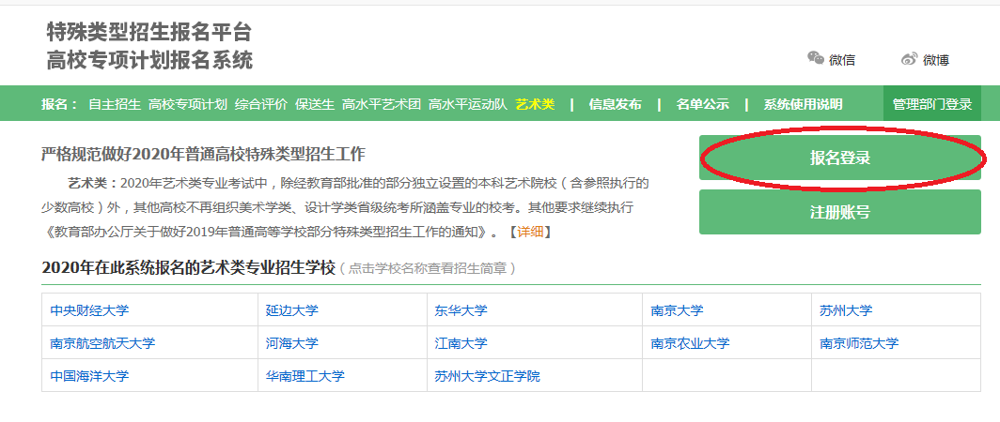 特殊类型招生报名平台
高校专项计划报名系统
微信 微博
报名： 自主招生 高校专项计划 综合评价 保送生 高水平艺术团 高水平运动队 艺术类 | 信息发布 | 名单公示 | 系统使用说明 管理部门登录
严格规范做好2020年普通高校特殊类型招生工作
报名登录
艺术类：2020年艺术类专业考试中，除经教育部批准的部分独立设置的本科艺术院校（含参照执行的
少数高校）外，其他高校不再组织美术学类、设计学类省级统考所涵盖专业的校考。其他要求继续执行
注册账号
《教育部办公厅关于做好2019年普通高等学校部分特殊类型招生工作的通知》。【详细】
2020年在此系统报名的艺术类专业招生学校（点击学校名称查看招生简章）
中央财经大学 延边大学 东华大学 南京大学 苏州大学
南京航空航天大学 河海大学 江南大学 南京农业大学 南京师范大学
中国海洋大学 华南理工大学 苏州大学文正学院